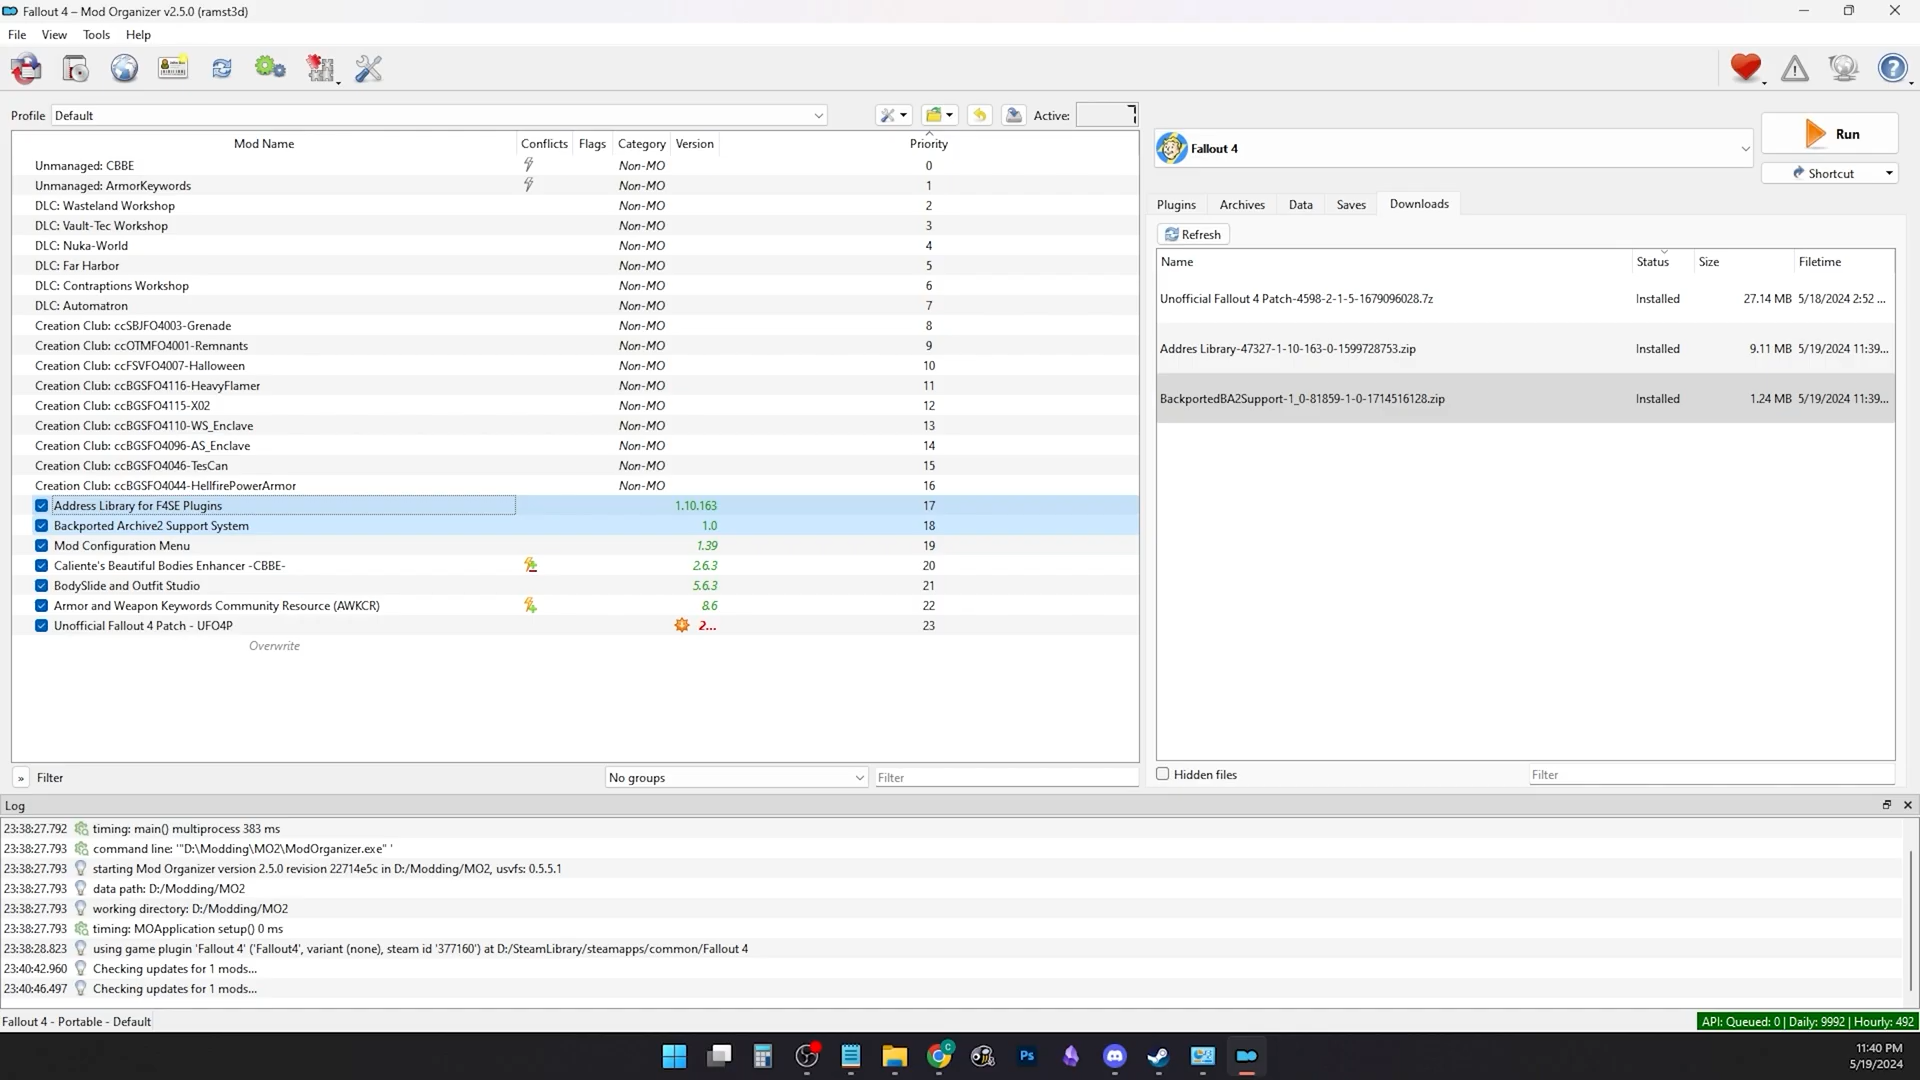 Fallout 4 – Mod Organizer v2.5.0 (ramst3d)
File View Tools Help
Profile Default Active: 7
Mod Name Conflicts Flags Category Version Priority
Unmanaged: CBBE Non-MO 0
Unmanaged: ArmorKeywords Non-MO 1
DLC: Wasteland Workshop Non-MO 2
DLC: Vault-Tec Workshop Non-MO 3
DLC: Nuka-World Non-MO 4
DLC: Far Harbor Non-MO 5
DLC: Contraptions Workshop Non-MO 6
DLC: Automatron Non-MO 7
Creation Club: ccSBJFO4003-Grenade Non-MO 8
Creation Club: ccOTMFO4001-Remnants Non-MO 9
Creation Club: ccFSVFO4007-Halloween Non-MO 10
Creation Club: ccBGSFO4116-HeavyFlamer Non-MO 11
Creation Club: ccBGSFO4115-X02 Non-MO 12
Creation Club: ccBGSFO4110-WS_Enclave Non-MO 13
Creation Club: ccBGSFO4096-AS_Enclave Non-MO 14
Creation Club: ccBGSFO4046-TesCan Non-MO 15
Creation Club: ccBGSFO4044-HellfirePowerArmor Non-MO 16
Address Library for F4SE Plugins 1.10.163 17
Backported Archive2 Support System 1.0 18
Mod Configuration Menu 1.39 19
Caliente's Beautiful Bodies Enhancer -CBBE- 2.6.3 20
BodySlide and Outfit Studio 5.6.3 21
Armor and Weapon Keywords Community Resource (AWKCR) 8.6 22
Unofficial Fallout 4 Patch - UFO4P 2... 23
Overwrite
» Filter No groups Filter
Fallout 4
Run
Shortcut
Plugins Archives Data Saves Downloads
Refresh
Name Status Size Filetime
Unofficial Fallout 4 Patch-4598-2-1-5-1679096028.7z Installed 27.14 MB 5/18/2024 2:52 ...
Addres Library-47327-1-10-163-0-1599728753.zip Installed 9.11 MB 5/19/2024 11:39...
BackportedBA2Support-1_0-81859-1-0-1714516128.zip Installed 1.24 MB 5/19/2024 11:39...
Hidden files Filter
Log
23:38:27.792 timing: main() multiprocess 383 ms
23:38:27.793 command line: '"D:\Modding\MO2\ModOrganizer.exe" '
23:38:27.793 starting Mod Organizer version 2.5.0 revision 22714e5c in D:/Modding/MO2, usvfs: 0.5.5.1
23:38:27.793 data path: D:/Modding/MO2
23:38:27.793 working directory: D:/Modding/MO2
23:38:27.793 timing: MOApplication setup() 0 ms
23:38:28.823 using game plugin 'Fallout 4' ('Fallout4', variant (none), steam id '377160') at D:/SteamLibrary/steamapps/common/Fallout 4
23:40:42.960 Checking updates for 1 mods...
23:40:46.497 Checking updates for 1 mods...
Fallout 4 - Portable - Default API: Queued: 0 | Daily: 9992 | Hourly: 492
C
Ps
11:40 PM
5/19/2024